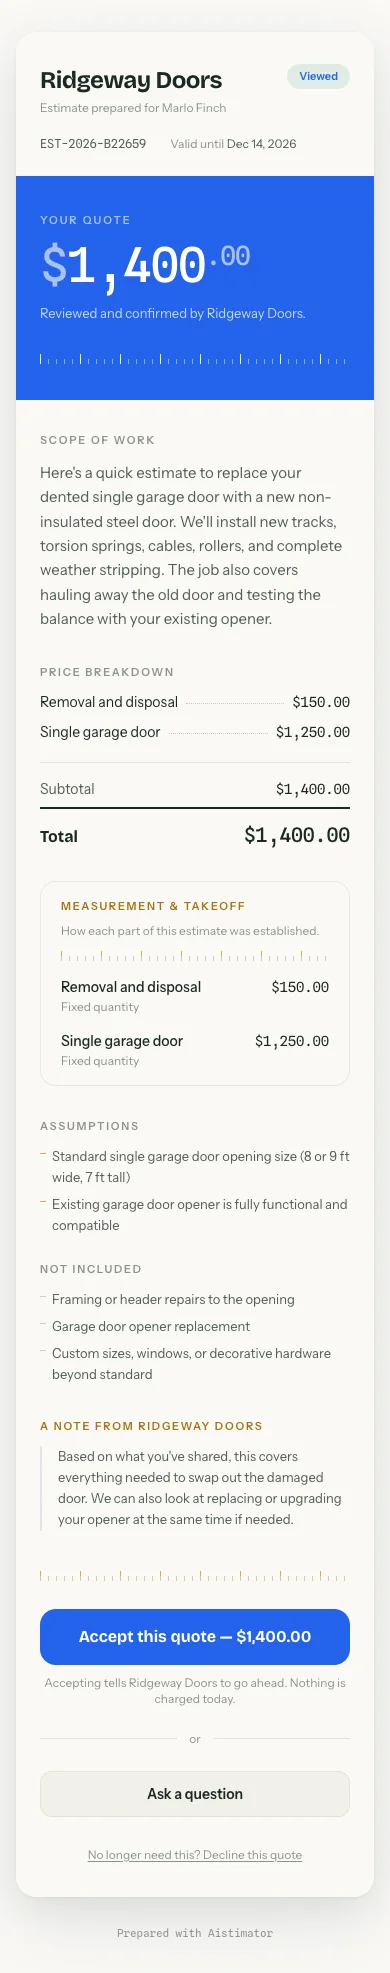 Ridgeway Doors
Viewed
Estimate prepared for Marlo Finch
EST-2026-B22659 Valid until Dec 14, 2026
YOUR QUOTE
$1,400.00
Reviewed and confirmed by Ridgeway Doors.
SCOPE OF WORK
Here's a quick estimate to replace your
dented single garage door with a new non-
insulated steel door. We'll install new tracks,
torsion springs, cables, rollers, and complete
weather stripping. The job also covers
hauling away the old door and testing the
balance with your existing opener.
PRICE BREAKDOWN
Removal and disposal $150.00
Single garage door $1,250.00
Subtotal $1,400.00
Total $1,400.00
MEASUREMENT & TAKEOFF
How each part of this estimate was established.
Removal and disposal $150.00
Fixed quantity
Single garage door $1,250.00
Fixed quantity
ASSUMPTIONS
Standard single garage door opening size (8 or 9 ft
wide, 7 ft tall)
Existing garage door opener is fully functional and
compatible
NOT INCLUDED
Framing or header repairs to the opening
Garage door opener replacement
Custom sizes, windows, or decorative hardware
beyond standard
A NOTE FROM RIDGEWAY DOORS
Based on what you've shared, this covers
everything needed to swap out the damaged
door. We can also look at replacing or upgrading
your opener at the same time if needed.
Accept this quote — $1,400.00
Accepting tells Ridgeway Doors to go ahead. Nothing is
charged today.
or
Ask a question
No longer need this? Decline this quote
Prepared with Aistimator